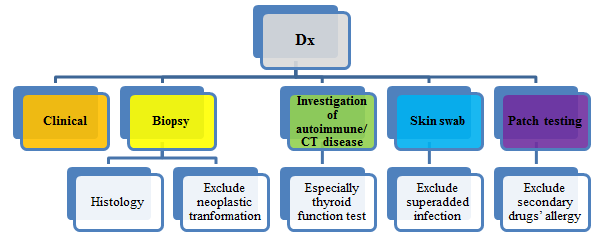 Dx
Clinical
Biopsy
Investigation
of
autoimmune/
CT disease
Skin swab
Patch testing
Histology
Exclude
neoplastic
tranformation
Especially
thyroid
function test
Exclude
superadded
infection
Exclude
secondary
drugs' allergy